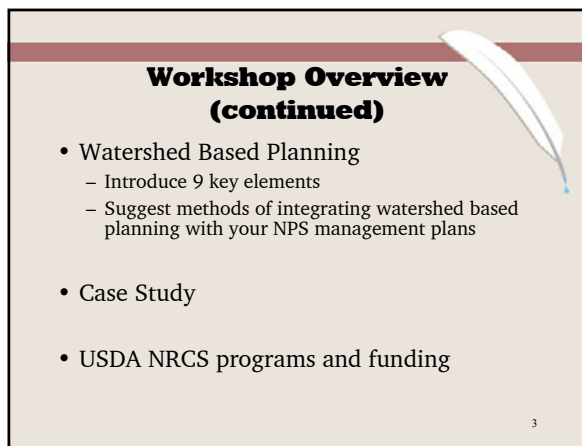 Workshop Overview
(continued)
• Watershed Based Planning
– Introduce 9 key elements
– Suggest methods of integrating watershed based
planning with your NPS management plans
• Case Study
• USDA NRCS programs and funding
3